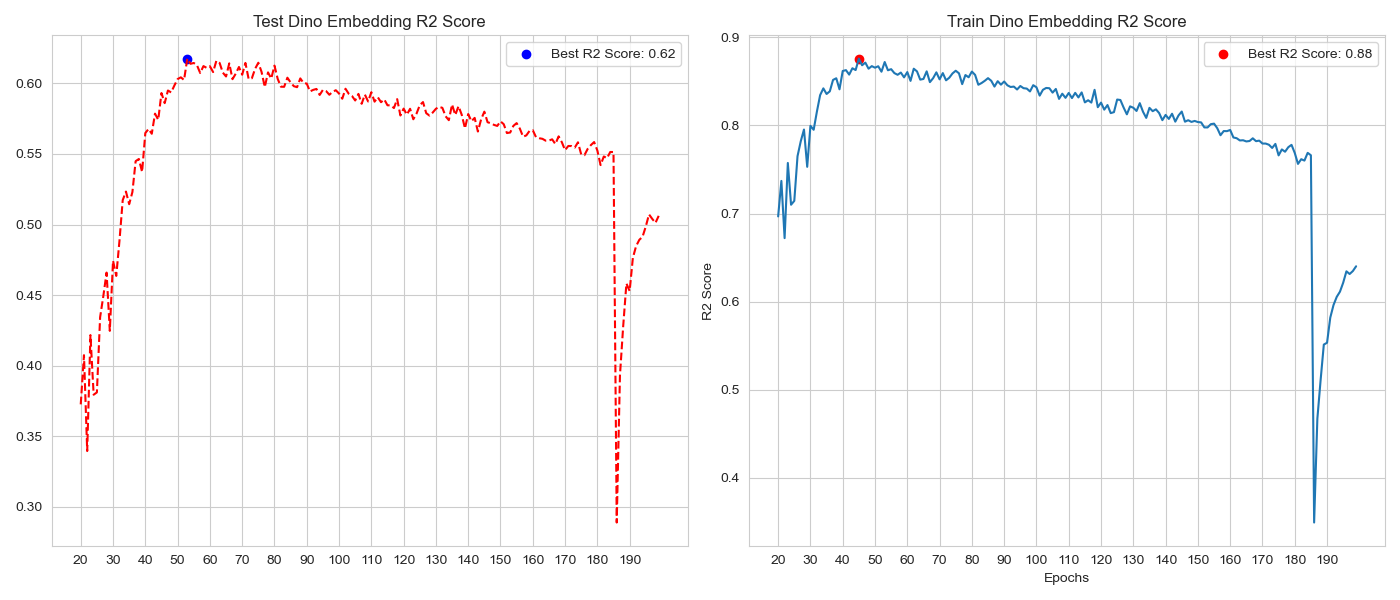 Test Dino Embedding R2 Score
Best R2 Score: 0.62
0.60
0.55
0.50
0.45
0.40
0.35
0.30
20 30 40 50 60 70 80 90 100 110 120 130 140 150 160 170 180 190
Train Dino Embedding R2 Score
Best R2 Score: 0.88
R2 Score
0.9
0.8
0.7
0.6
0.5
0.4
20 30 40 50 60 70 80 90 100 110 120 130 140 150 160 170 180 190
Epochs